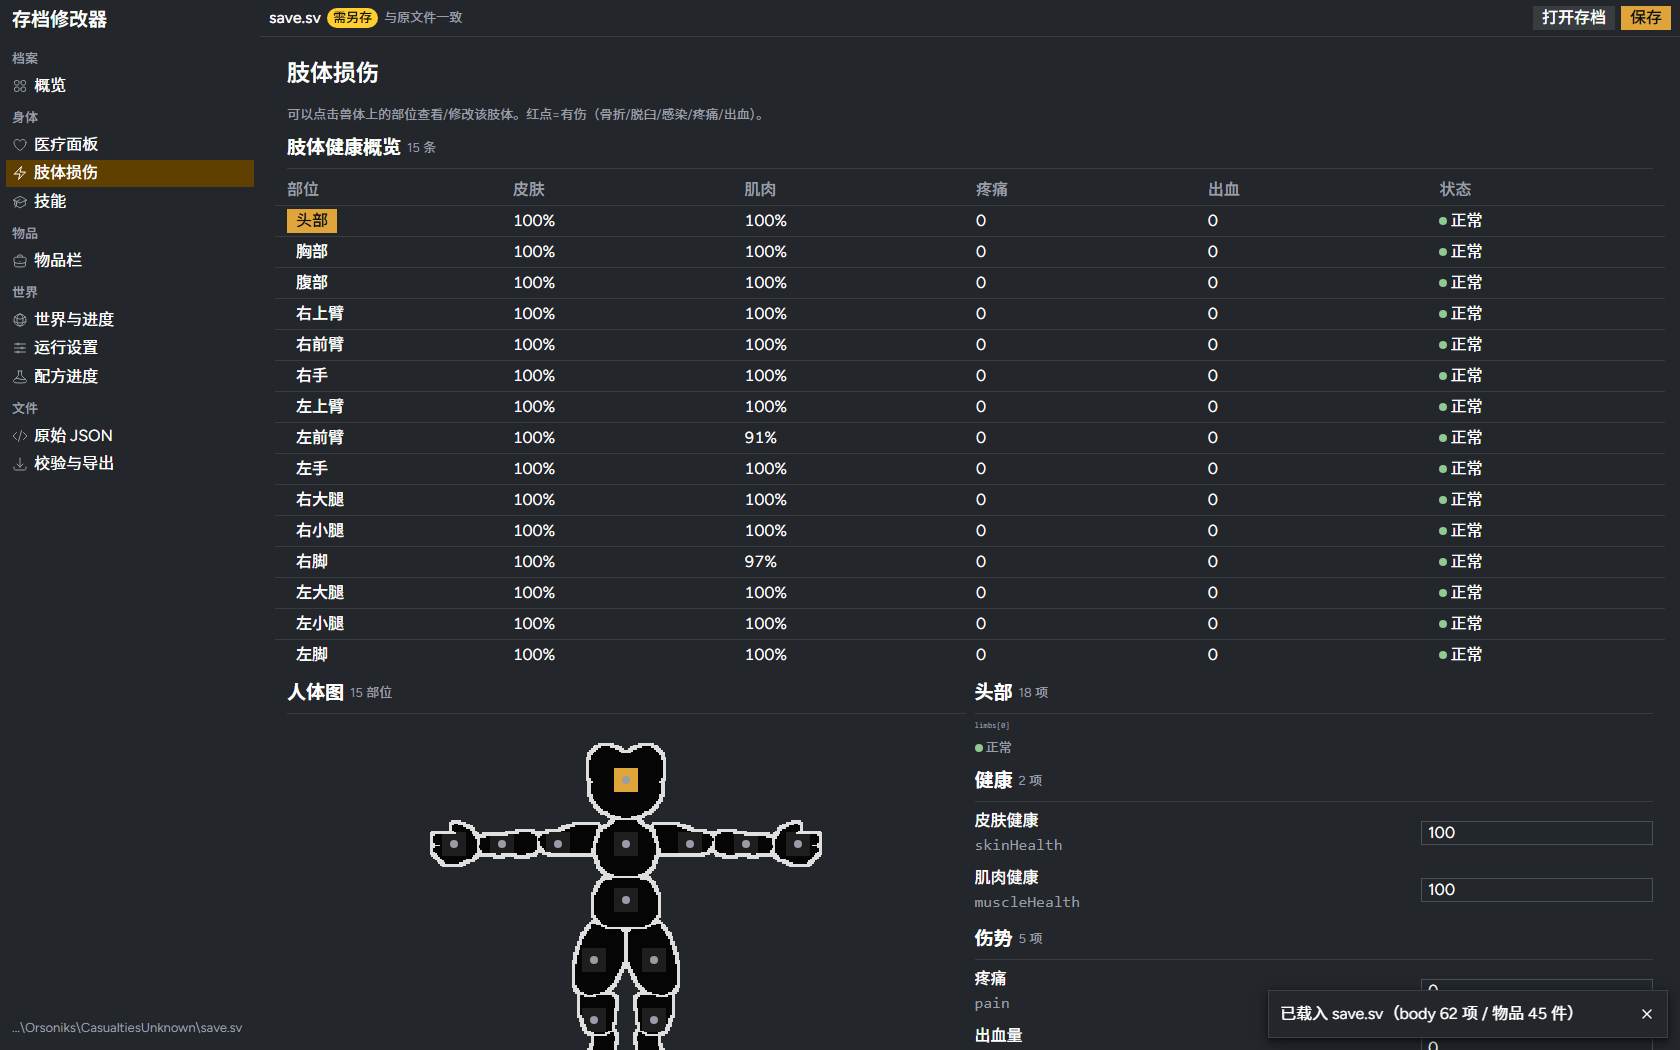 存档修改器
save.sv 需另存 与原文件一致
打开存档 保存
档案
概览
身体
医疗面板
肢体损伤
技能
物品
物品栏
世界
世界与进度
运行设置
配方进度
文件
原始 JSON
校验与导出
...\Orsoniks\CasualtiesUnknown\save.sv
肢体损伤
可以点击兽体上的部位查看/修改该肢体。红点=有伤（骨折/脱臼/感染/疼痛/出血）。
肢体健康概览 15 条
部位 皮肤 肌肉 疼痛 出血 状态
头部 100% 100% 0 0 正常
胸部 100% 100% 0 0 正常
腹部 100% 100% 0 0 正常
右上臂 100% 100% 0 0 正常
右前臂 100% 100% 0 0 正常
右手 100% 100% 0 0 正常
左上臂 100% 100% 0 0 正常
左前臂 100% 91% 0 0 正常
左手 100% 100% 0 0 正常
右大腿 100% 100% 0 0 正常
右小腿 100% 100% 0 0 正常
右脚 100% 97% 0 0 正常
左大腿 100% 100% 0 0 正常
左小腿 100% 100% 0 0 正常
左脚 100% 100% 0 0 正常
人体图 15 部位
头部 18 项
limbs[0]
正常
健康 2 项
皮肤健康
skinHealth
100
肌肉健康
muscleHealth
100
伤势 5 项
疼痛
pain
0
出血量
0
已载入 save.sv（body 62 项 / 物品 45 件）